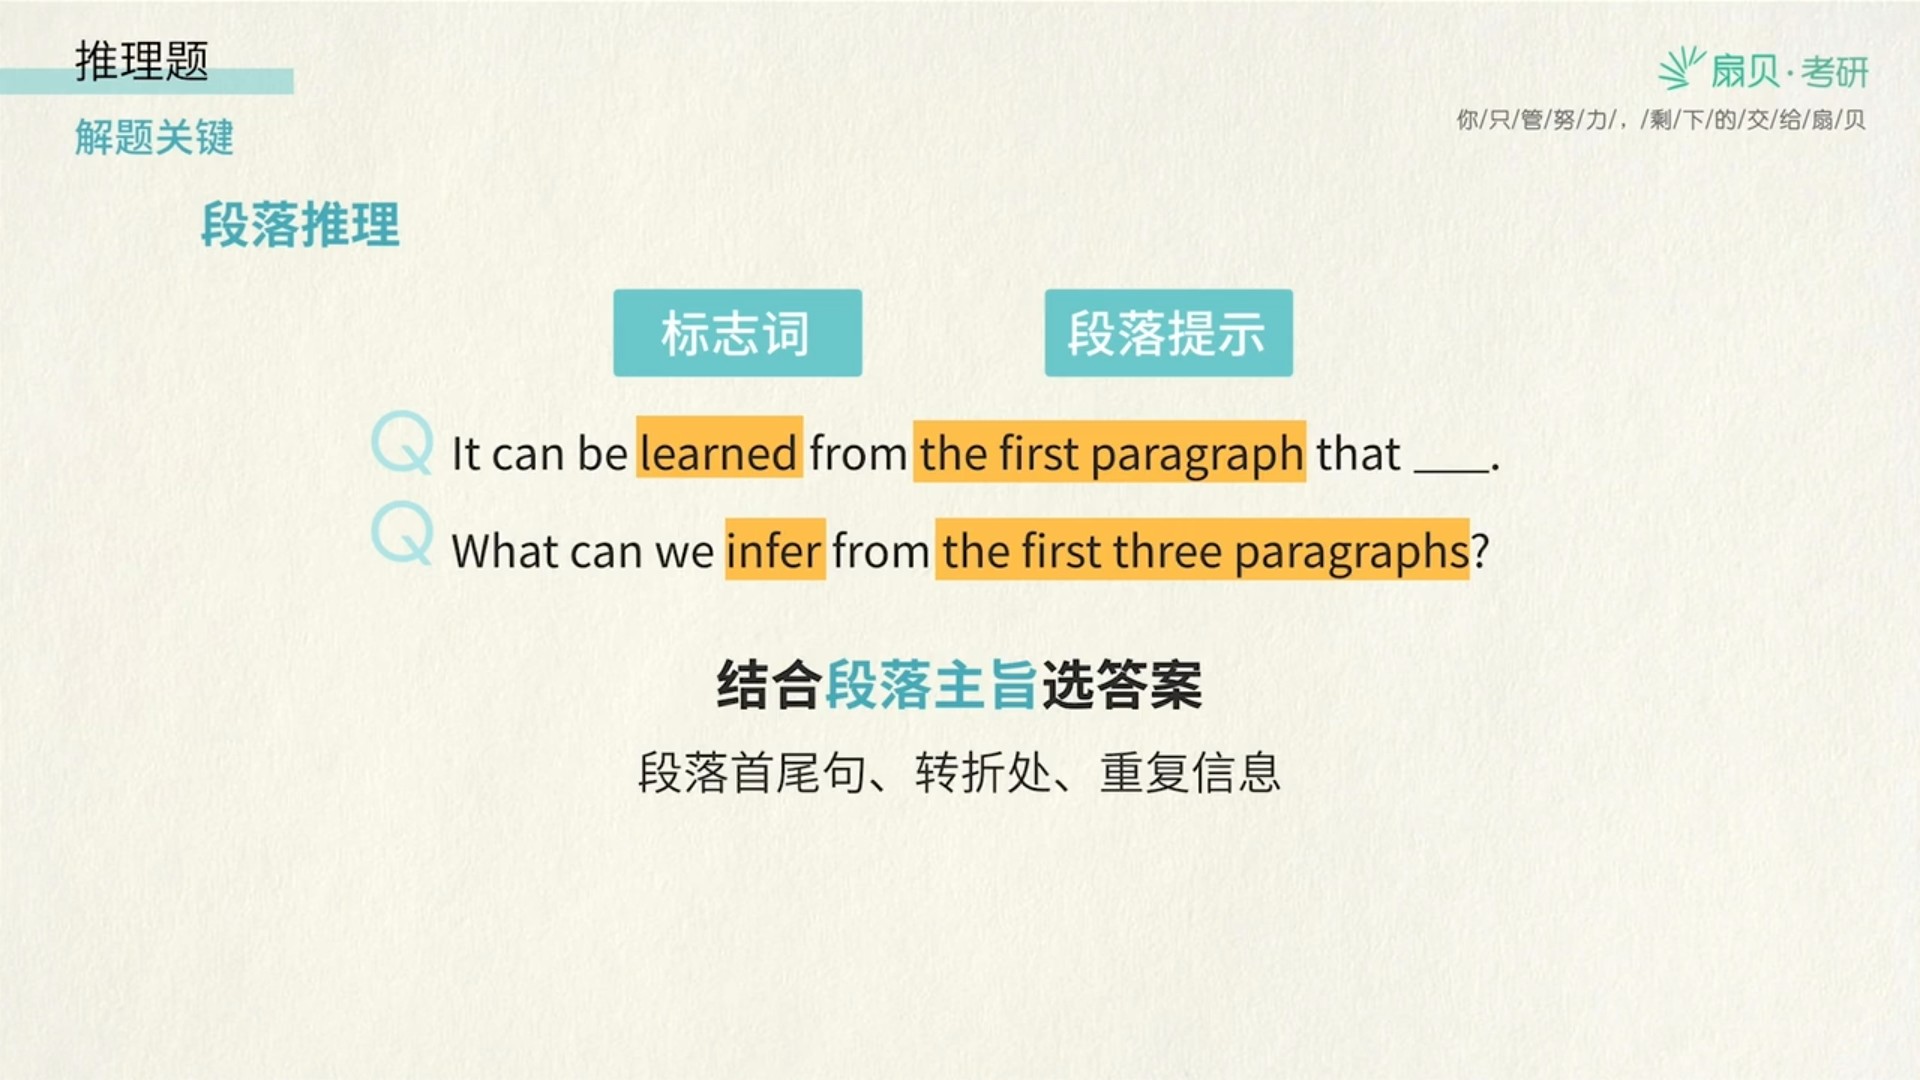 推理题
扇贝·考研
你/只/管/努/力/，/剩/下/的/交/给/扇/贝
解题关键
段落推理
标志词
段落提示
Q It can be learned from the first paragraph that ___.
Q What can we infer from the first three paragraphs?
结合段落主旨选答案
段落首尾句、转折处、重复信息